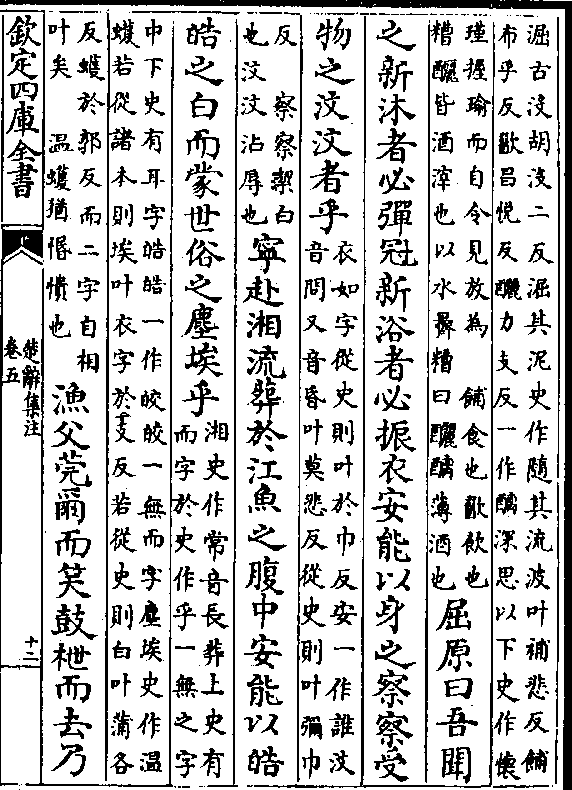 淈古沒胡沒二反淈其泥史作隨其流波叶補悲反餔
布乎反歠昌悅反釃力支反一作醨深思以下史作懷
瑾握瑜而自令見放為　餔食也歠飲也
糟釃皆酒滓也以水㵂糟曰釃醨薄酒也
屈原曰吾聞
之新沐者必彈冠新浴者必振衣安能以身之察察受
物之汶汶者乎
衣如字從史則叶於巾反安一作誰汶
音問又音昏叶莫悲反從史則叶彌巾
反　察察潔白
也汶汶沾辱也
寧赴湘流葬於江魚之腹中安能以皓
皓之白而蒙世俗之塵埃乎
湘史作常音長葬上史有
而字於史作乎一無之字
中下史有耳字皓皓一作皎皎一無而字塵埃史作温
蠖若從諸本則埃叶衣字於支反若從史則白叶蒲各
反蠖於郭反而二字自相
叶矣　温蠖猶惛憒也
漁父莞爾而笑鼓枻而去乃
欽定四庫全書
楚辭集注
卷五
十二